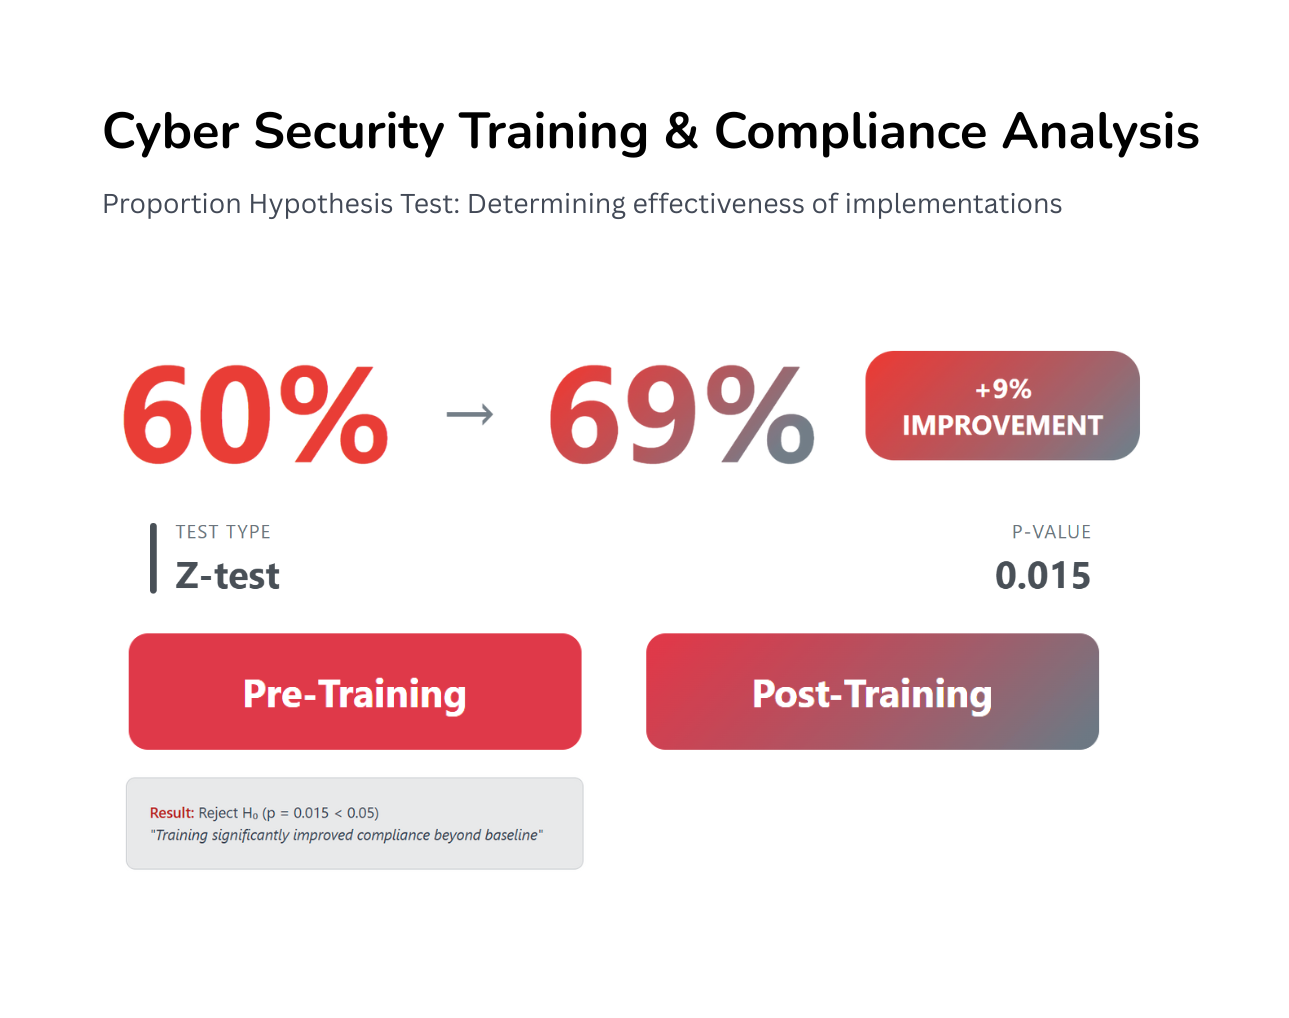 Cyber Security Training & Compliance Analysis
Proportion Hypothesis Test: Determining effectiveness of implementations
60% → 69%
+9%
IMPROVEMENT
TEST TYPE
Z-test
P-VALUE
0.015
Pre-Training
Post-Training
Result: Reject H₀ (p = 0.015 < 0.05)
"Training significantly improved compliance beyond baseline"